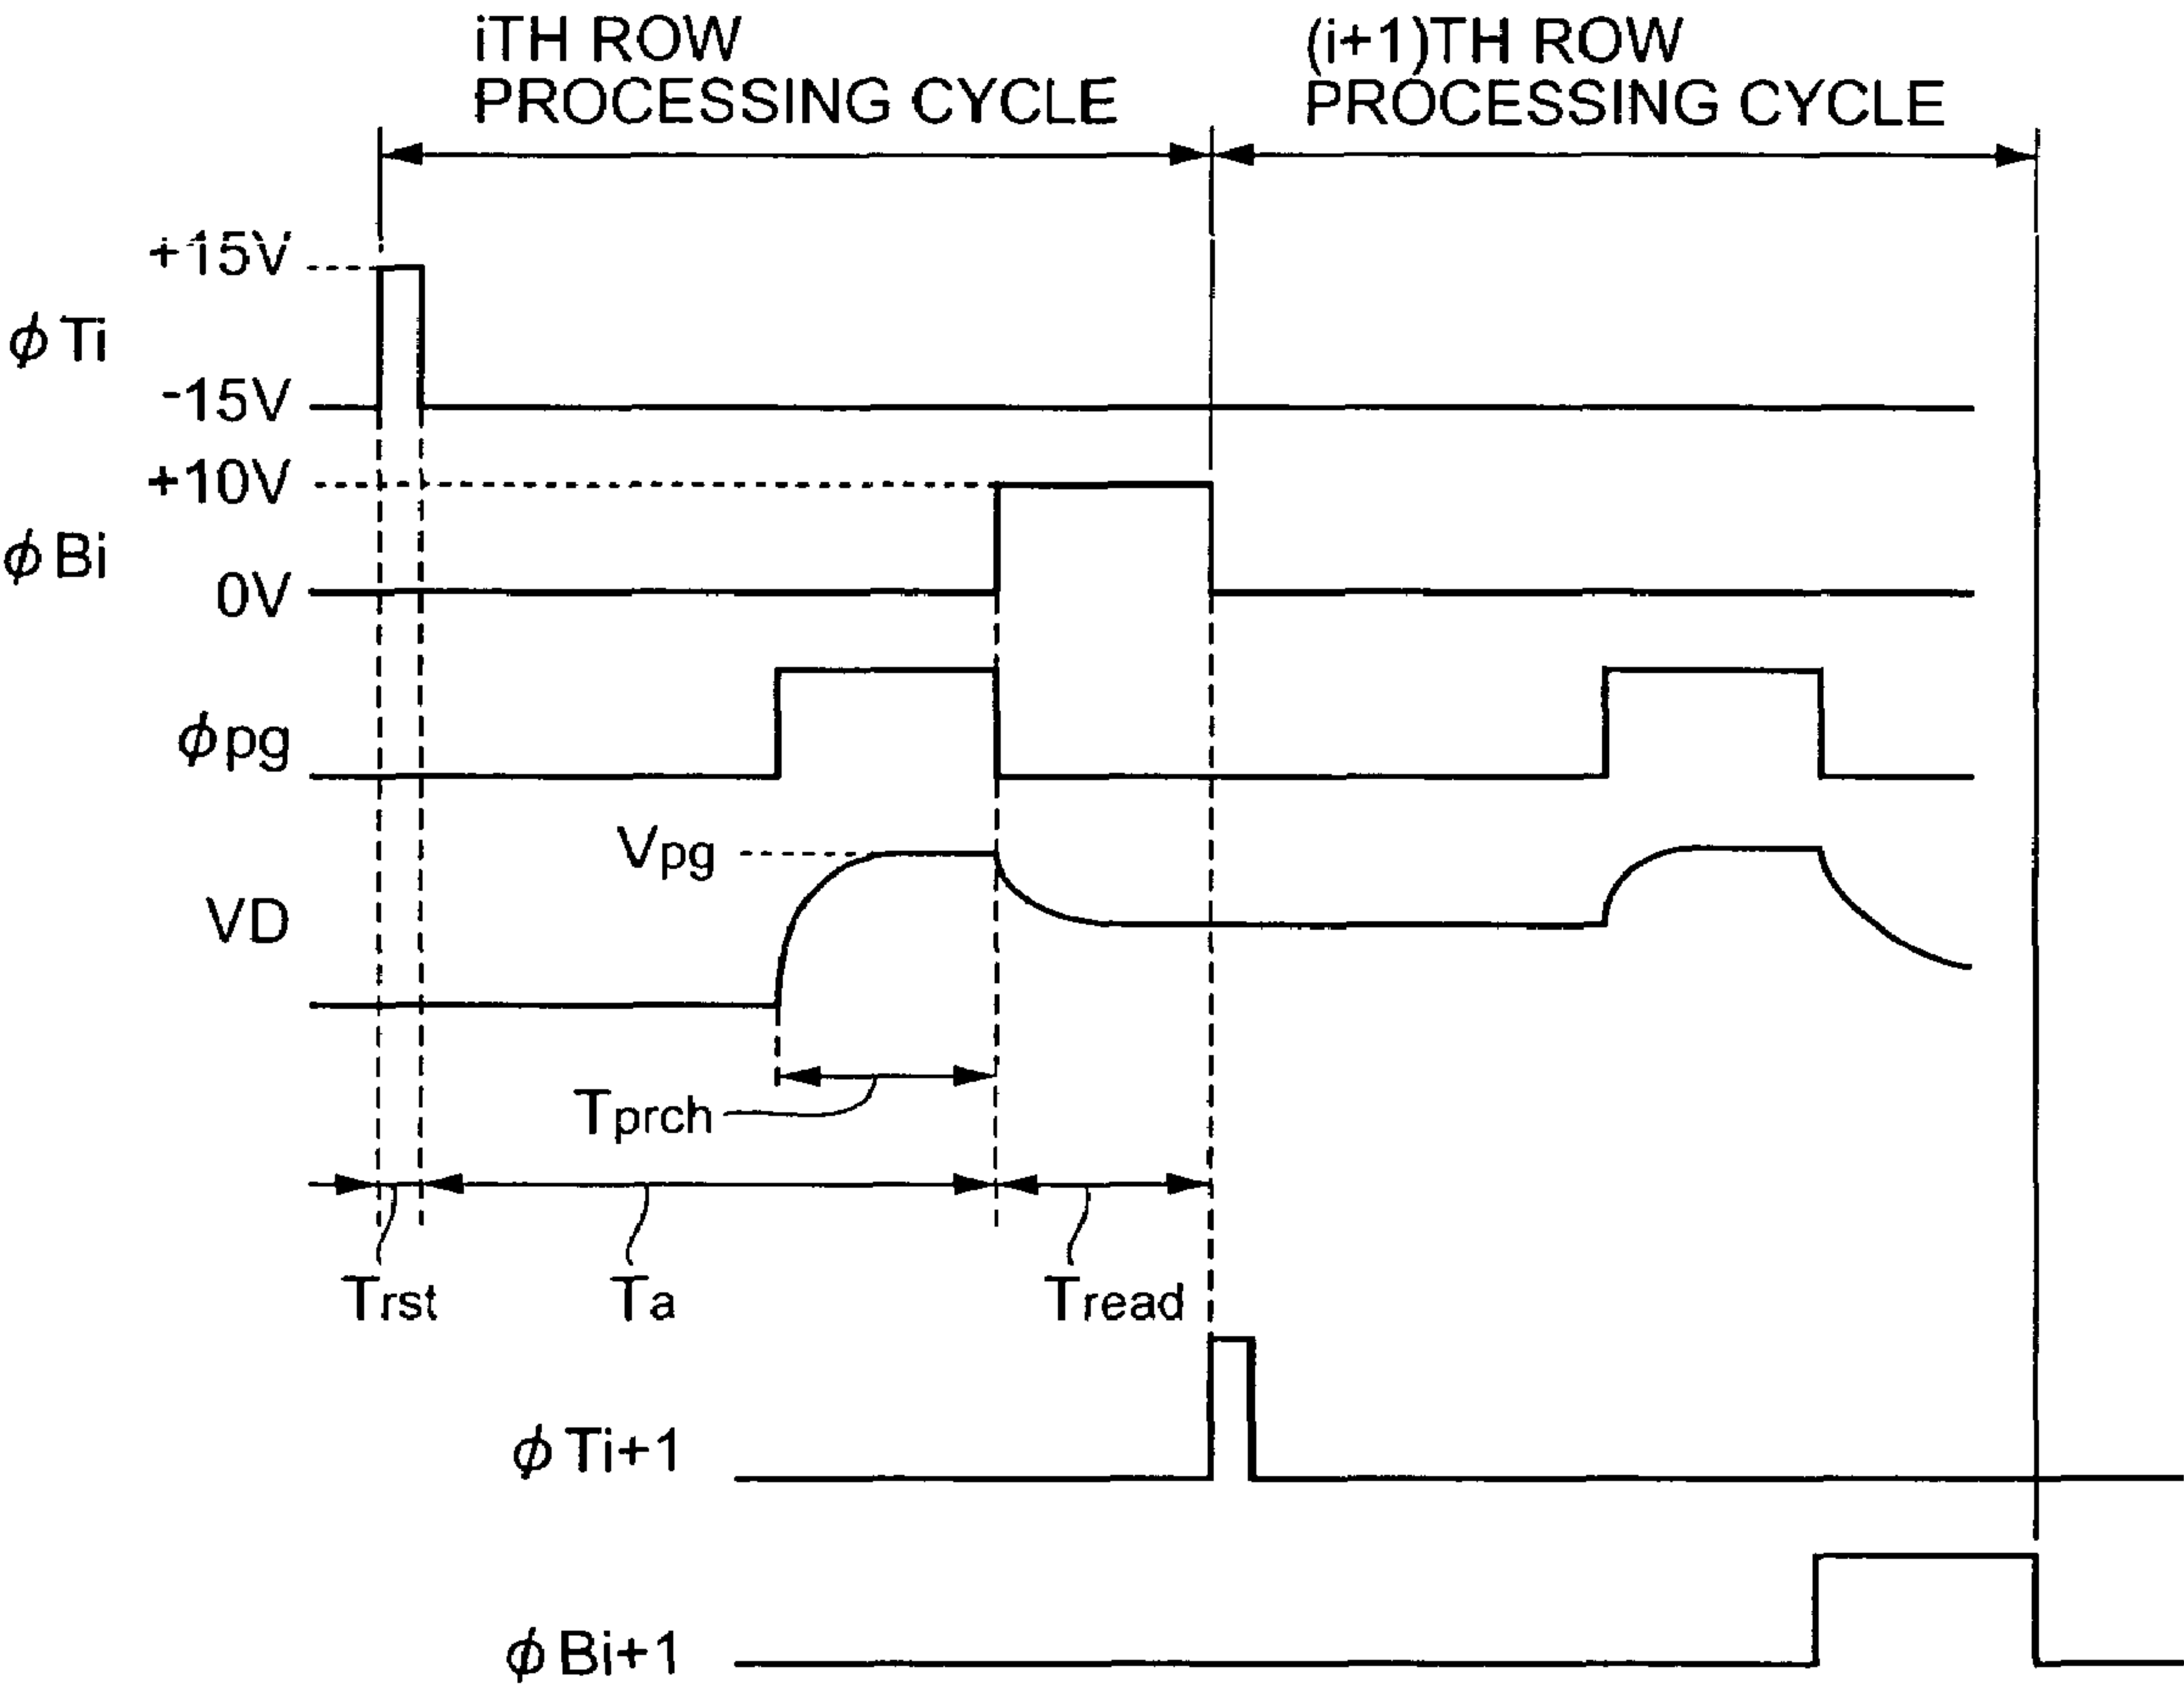 iTH ROW
PROCESSING CYCLE
(i+1)TH ROW
PROCESSING CYCLE
+15V
ϕTi
-15V
+10V
ϕBi
0V
ϕpg
Vpg
VD
Tprch
Trst
Ta
Tread
ϕTi+1
ϕBi+1